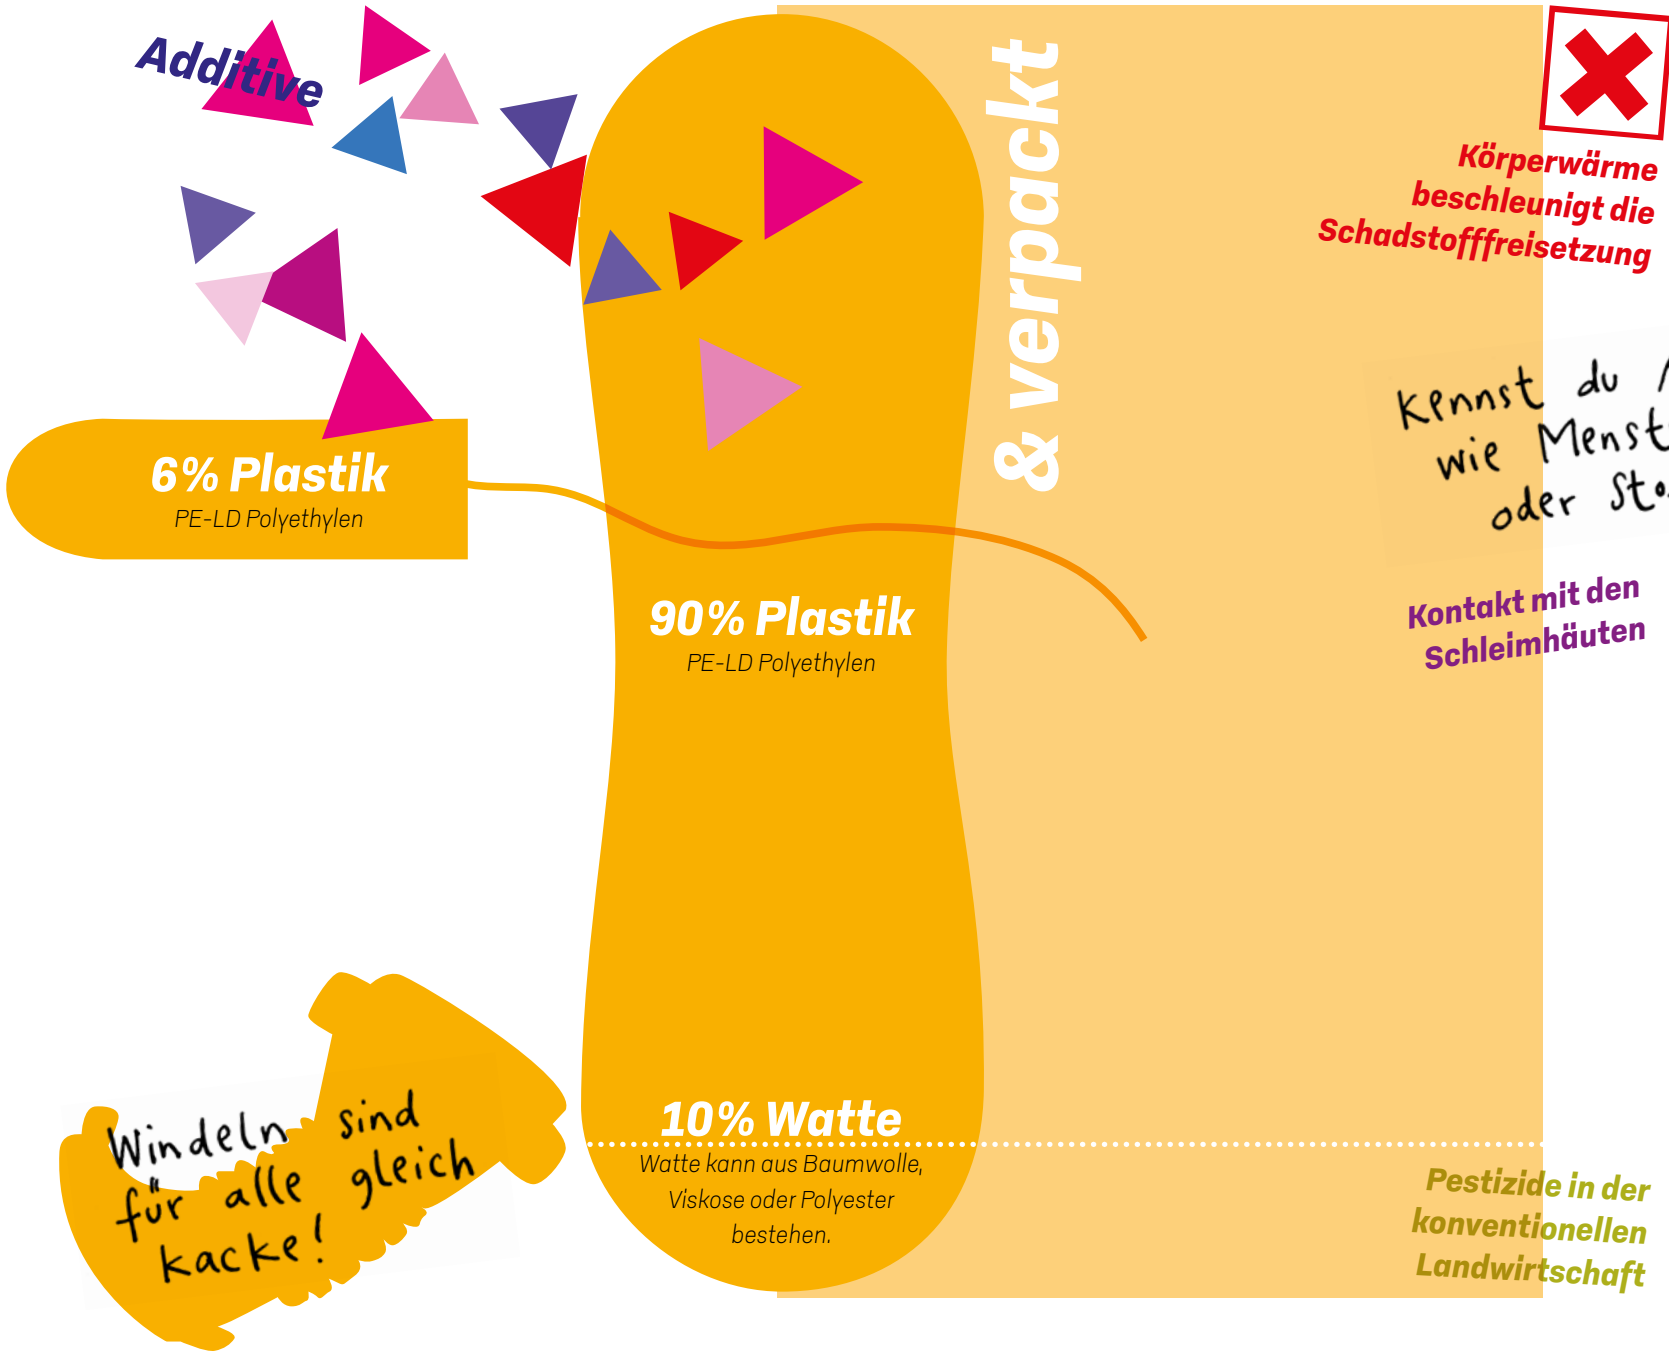 Additive
& verpackt
Körperwärme
beschleunigt die
Schadstofffreisetzung
Kennst du
wie
oder
6% Plastik
PE-LD Polyethylen
90% Plastik
PE-LD Polyethylen
Kontakt mit den
Schleimhäuten
Windeln sind
für alle gleich
kacke!
10% Watte
Watte kann aus Baumwolle,
Viskose oder Polyester
bestehen.
Pestizide in der
konventionellen
Landwirtschaft